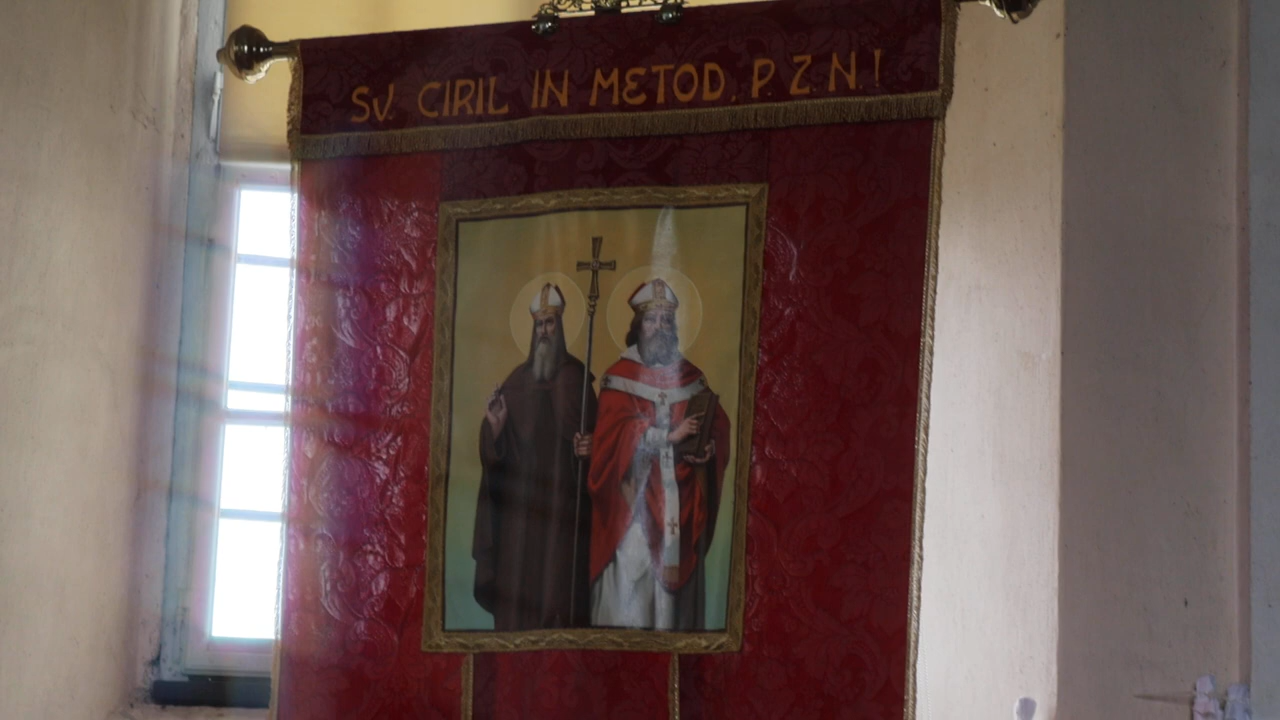 SV. CIRIL IN METOD, P. Z. N.!